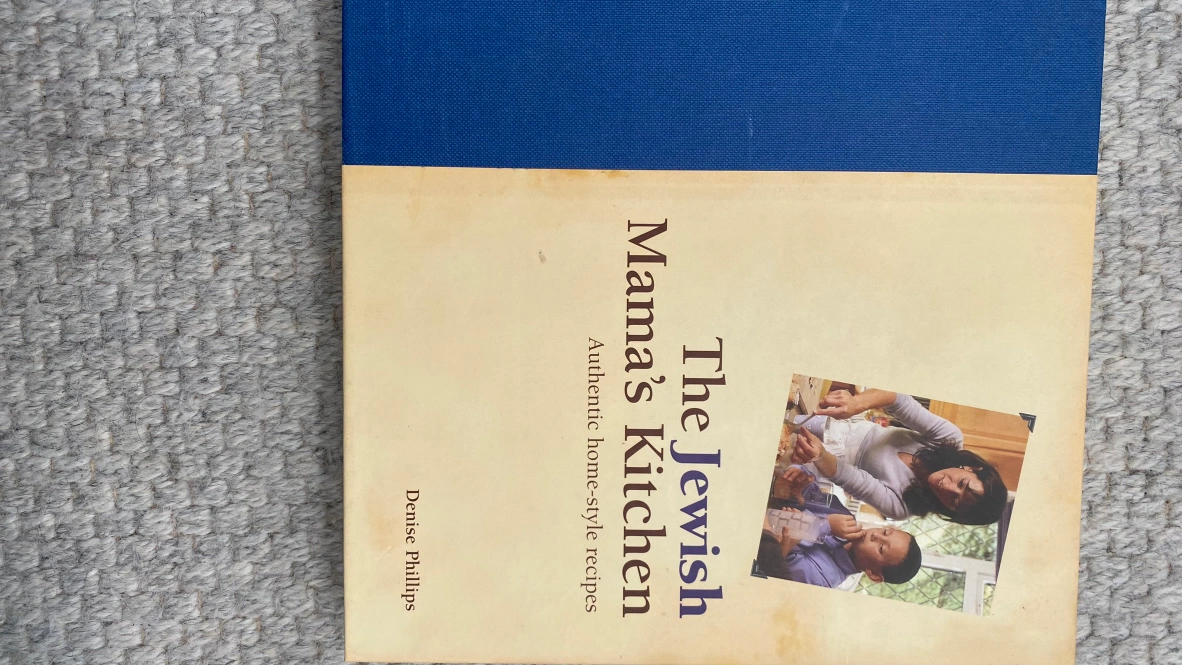 The Jewish
Mama’s Kitchen
Authentic home-style recipes
Denise Phillips